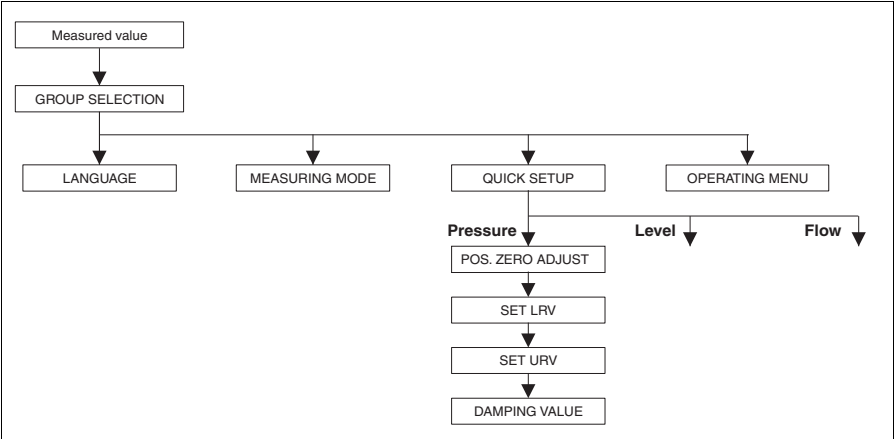 Measured value
GROUP SELECTION
LANGUAGE
MEASURING MODE
QUICK SETUP
OPERATING MENU
Pressure
Level
Flow
POS. ZERO ADJUST
SET LRV
SET URV
DAMPING VALUE